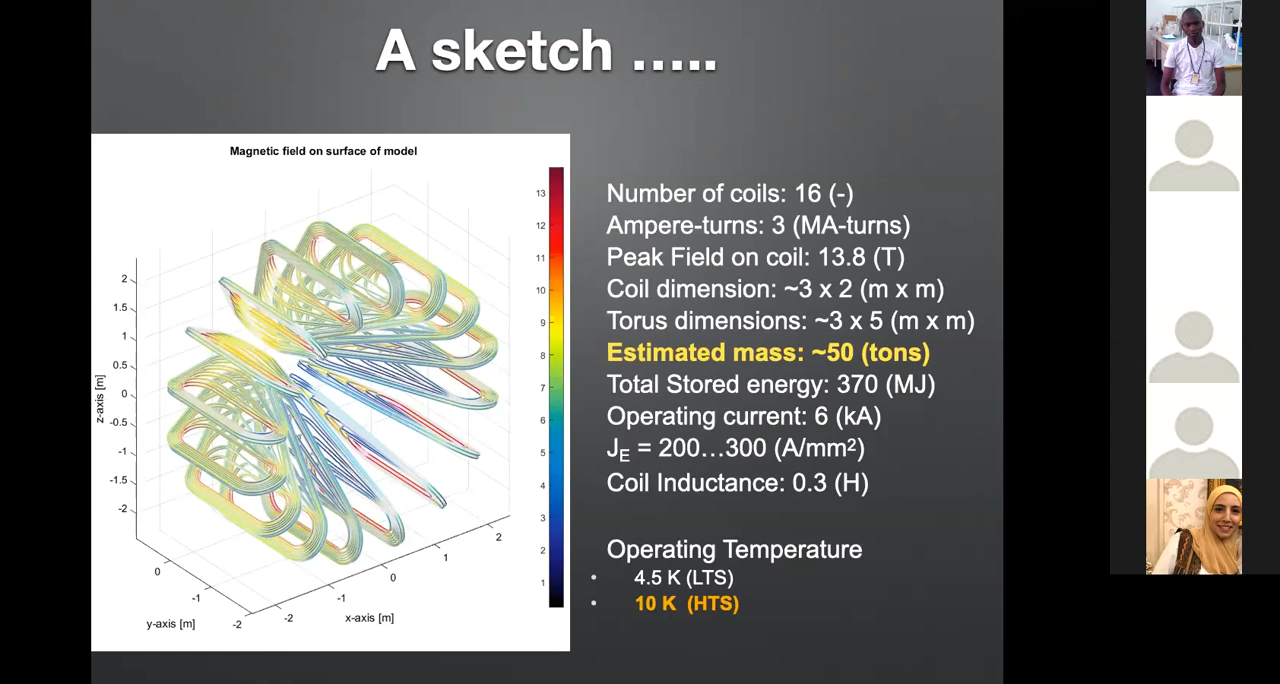 A sketch …..
Magnetic field on surface of model
13
12
11
10
9
8
7
6
5
4
3
2
1
2
1.5
1
0.5
0
-0.5
-1
-1.5
-2
z-axis [m]
0
-1
-2
y-axis [m]
-2
-1
0
1
2
x-axis [m]
Number of coils: 16 (-)
Ampere-turns: 3 (MA-turns)
Peak Field on coil: 13.8 (T)
Coil dimension: ~3 x 2 (m x m)
Torus dimensions: ~3 x 5 (m x m)
Estimated mass: ~50 (tons)
Total Stored energy: 370 (MJ)
Operating current: 6 (kA)
JE = 200…300 (A/mm²)
Coil Inductance: 0.3 (H)
Operating Temperature
• 4.5 K (LTS)
• 10 K (HTS)